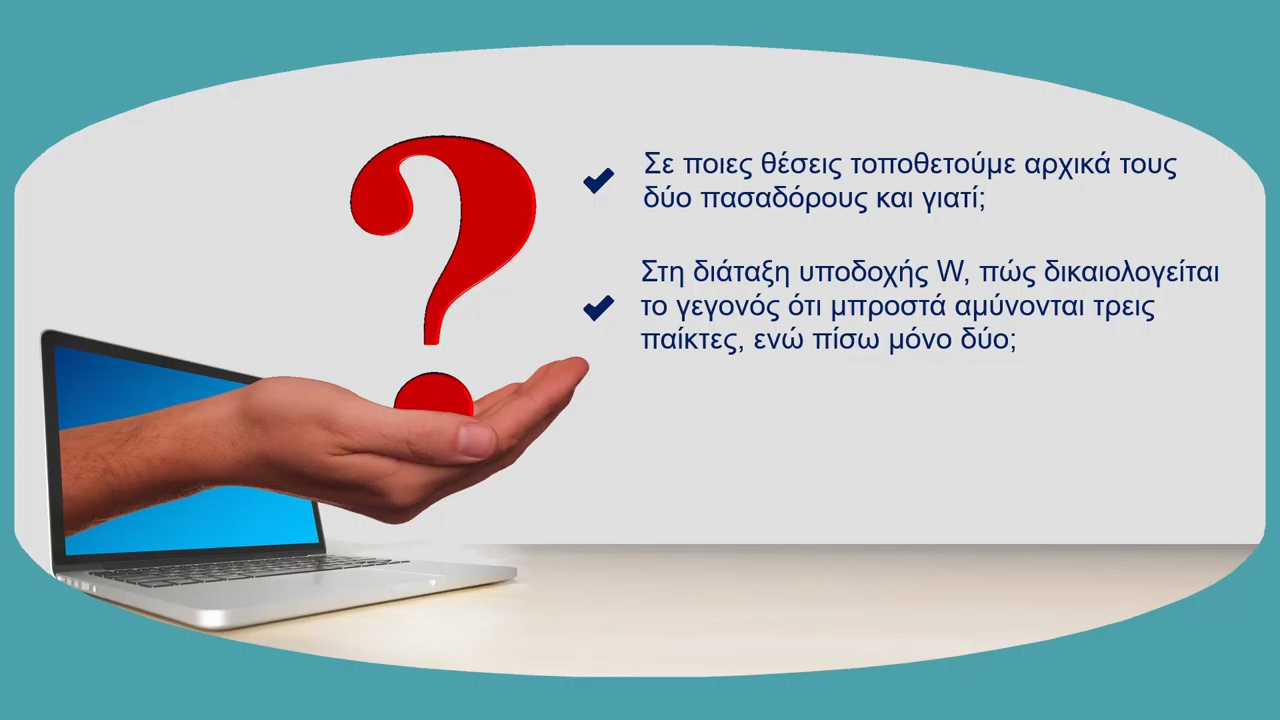 Σε ποιες θέσεις τοποθετούμε αρχικά τους
δύο πασαδόρους και γιατί;
Στη διάταξη υποδοχής W, πώς δικαιολογείται
το γεγονός ότι μπροστά αμύνονται τρεις
παίκτες, ενώ πίσω μόνο δύο;